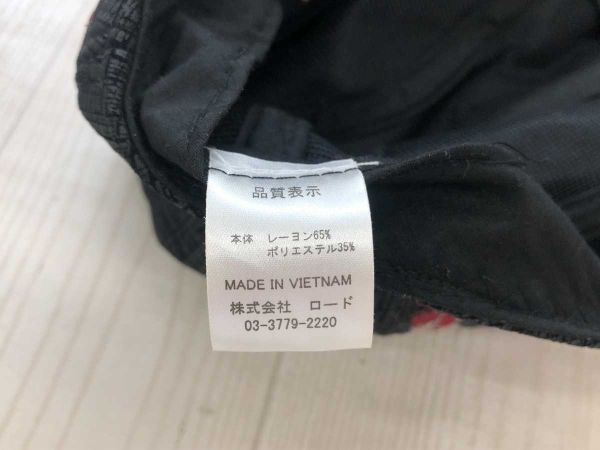 品質表示
本体 レーヨン65%
ポリエステル35%
MADE IN VIETNAM
株式会社 ロード
03-3779-2220